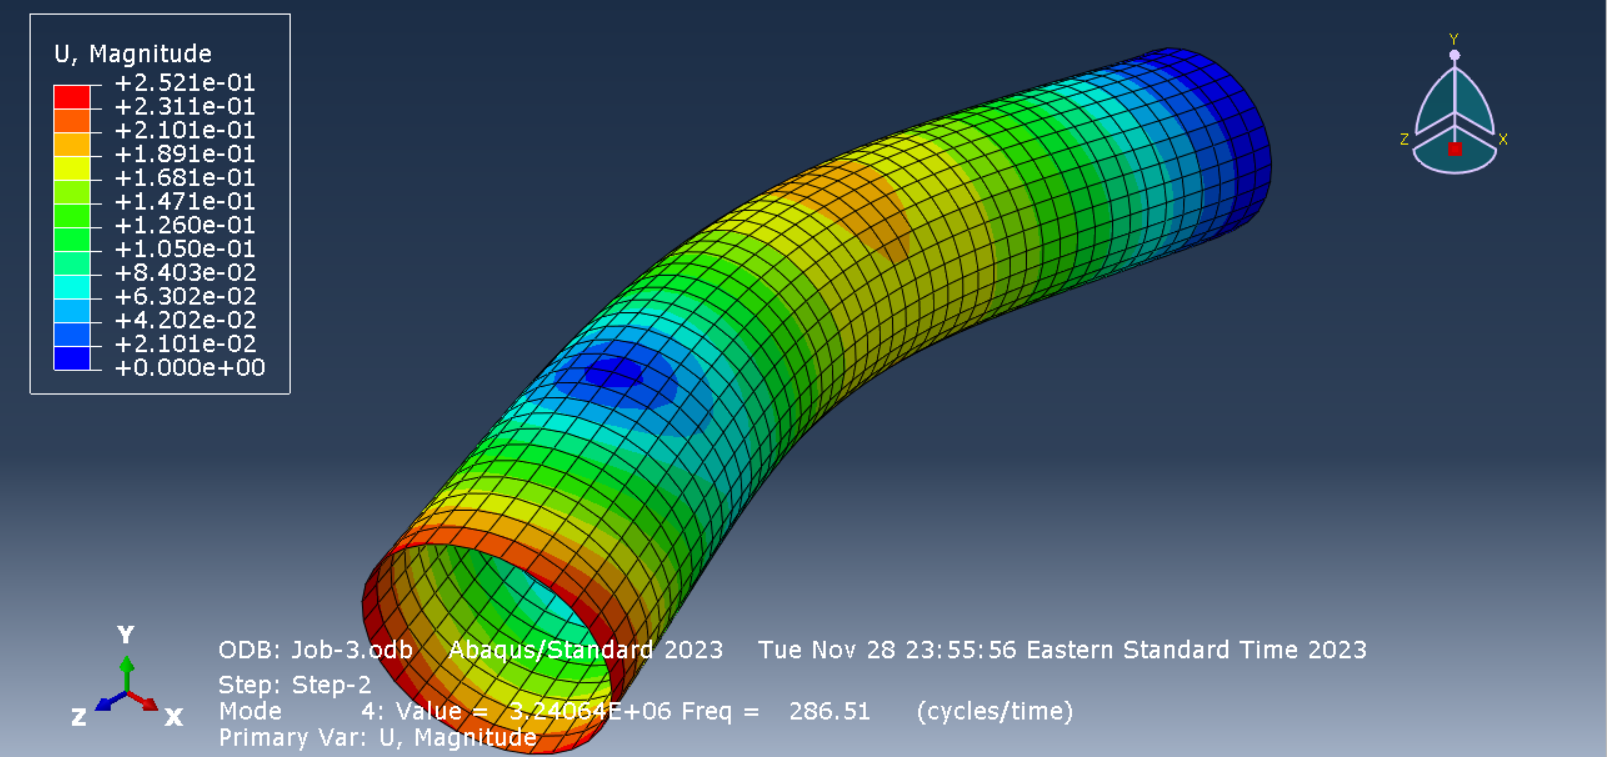 U, Magnitude
+2.521e-01
+2.311e-01
+2.101e-01
+1.891e-01
+1.681e-01
+1.471e-01
+1.260e-01
+1.050e-01
+8.403e-02
+6.302e-02
+4.202e-02
+2.101e-02
+0.000e+00
Y
Z X
Y
Z X
ODB: Job-3.odb Abaqus/Standard 2023 Tue Nov 28 23:55:56 Eastern Standard Time 2023
Step: Step-2
Mode 4: Value = 3.24064E+06 Freq = 286.51 (cycles/time)
Primary Var: U, Magnitude